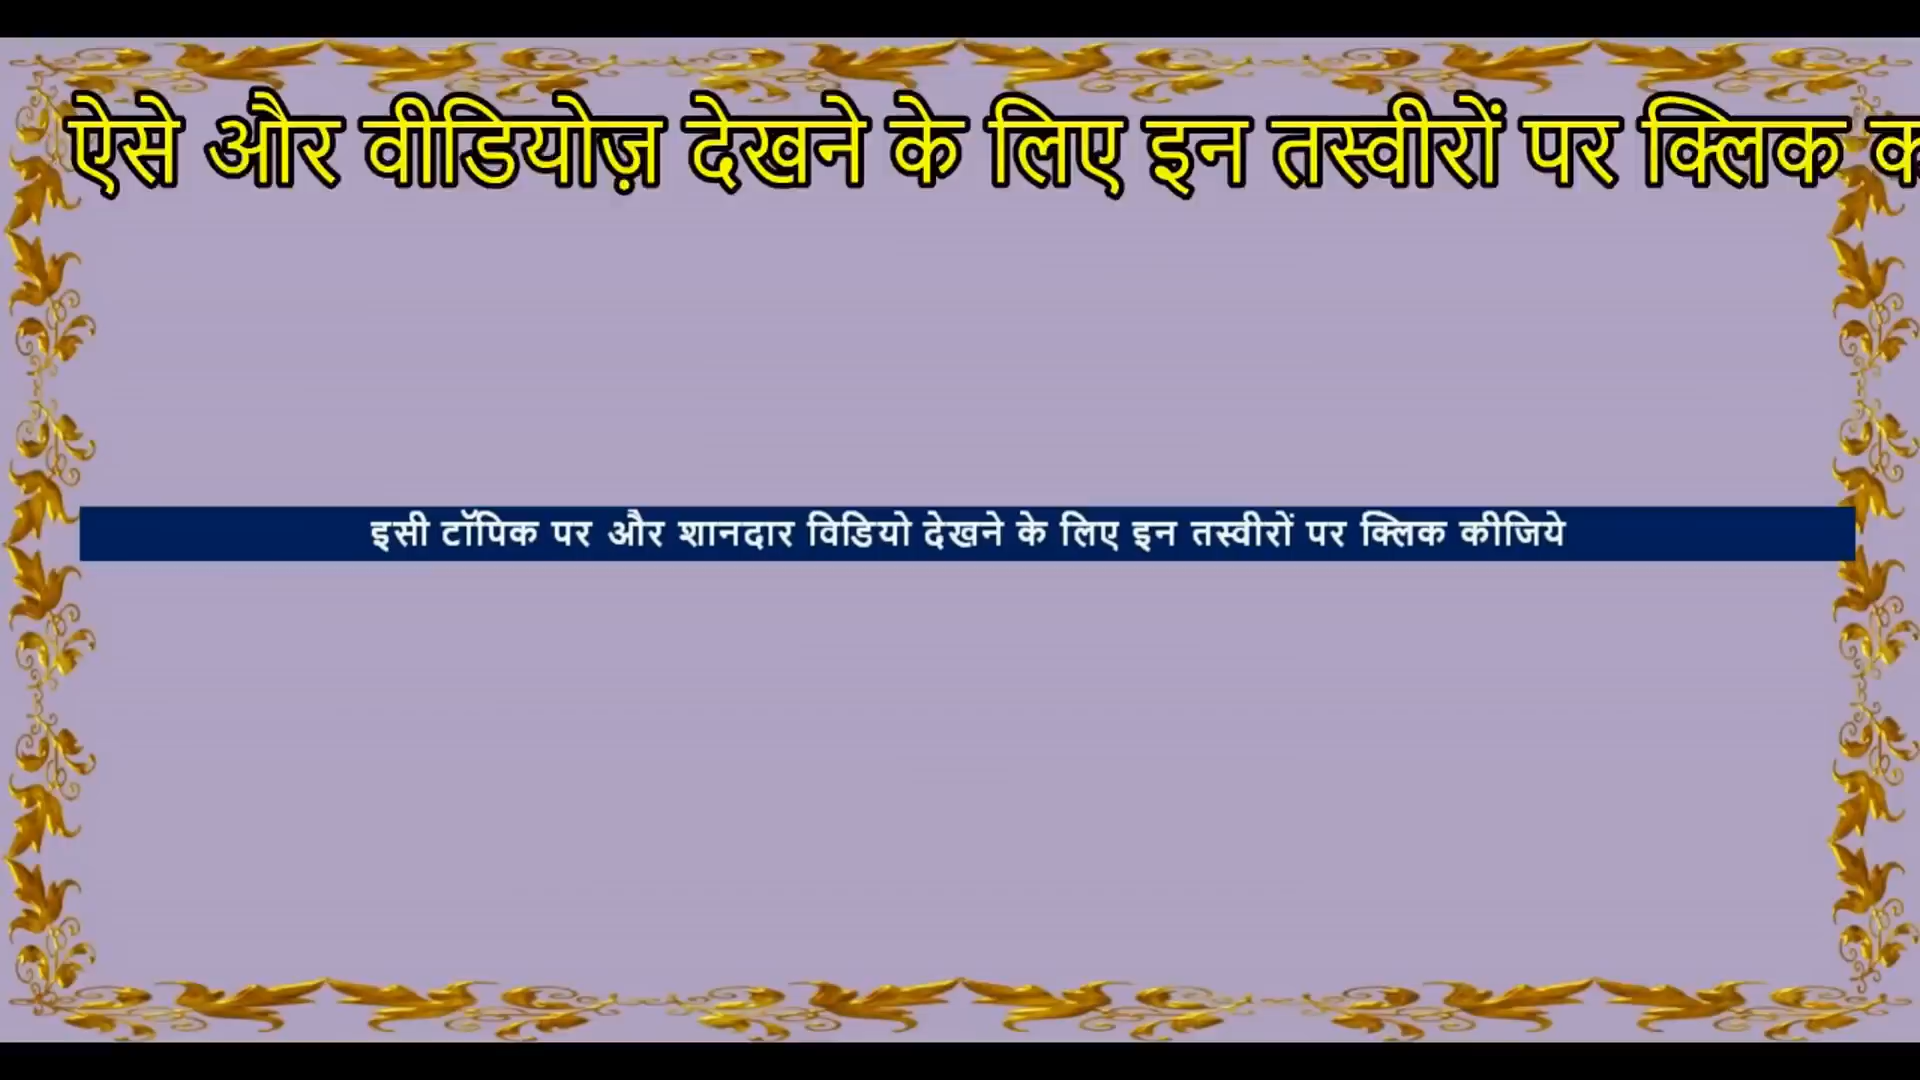 ऐसे और वीडियोज़ देखने के लिए इन तस्वीरों पर क्लिक
इसी टॉपिक पर और शानदार विडियो देखने के लिए इन तस्वीरों पर क्लिक कीजिये